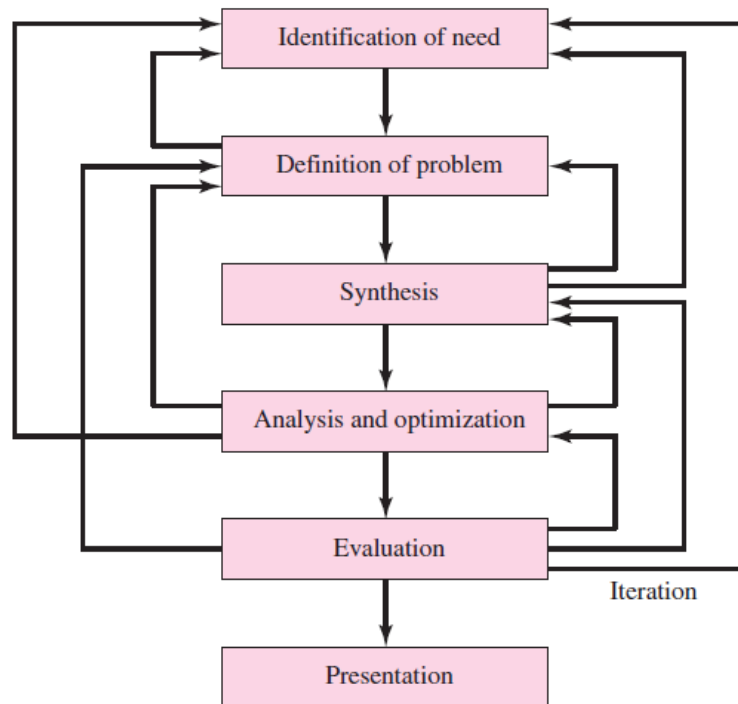 Identification of need
Definition of problem
Synthesis
Analysis and optimization
Evaluation
Iteration
Presentation